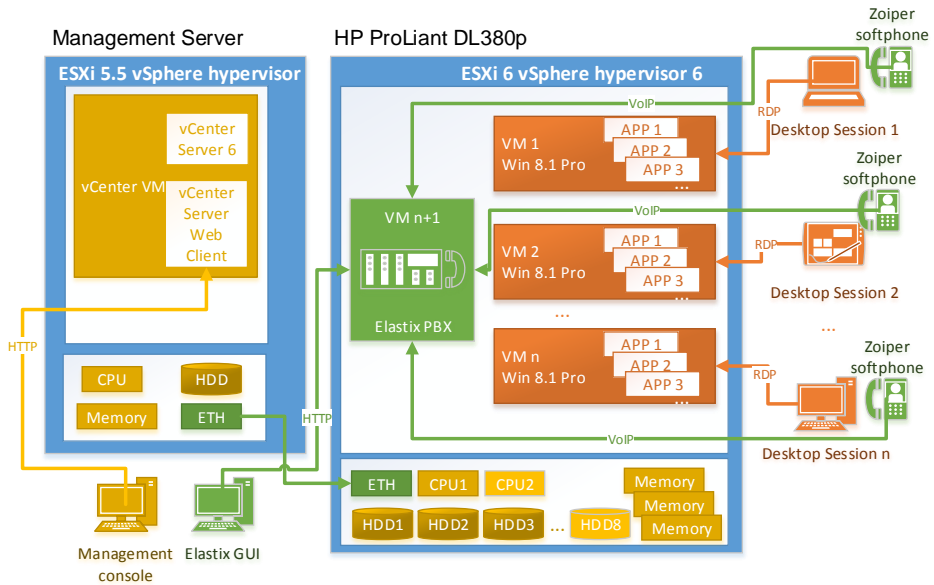 Management Server
ESXi 5.5 vSphere hypervisor
vCenter VM
vCenter
Server 6
vCenter
Server
Web
Client
HTTP
CPU
HDD
Memory
ETH
Management
console
Elastix GUI
HTTP
HP ProLiant DL380p
ESXi 6 vSphere hypervisor 6
VoIP
VM 1
Win 8.1 Pro
APP 1
APP 2
APP 3
...
VM n+1
Elastix PBX
VoIP
VM 2
Win 8.1 Pro
APP 1
APP 2
APP 3
...
...
VM n
Win 8.1 Pro
APP 1
APP 2
APP 3
...
VoIP
ETH
CPU1
CPU2
Memory
Memory
Memory
HDD1
HDD2
HDD3
...
HDD8
Zoiper
softphone
RDP
Desktop Session 1
Zoiper
softphone
RDP
Desktop Session 2
...
Zoiper
softphone
RDP
Desktop Session n